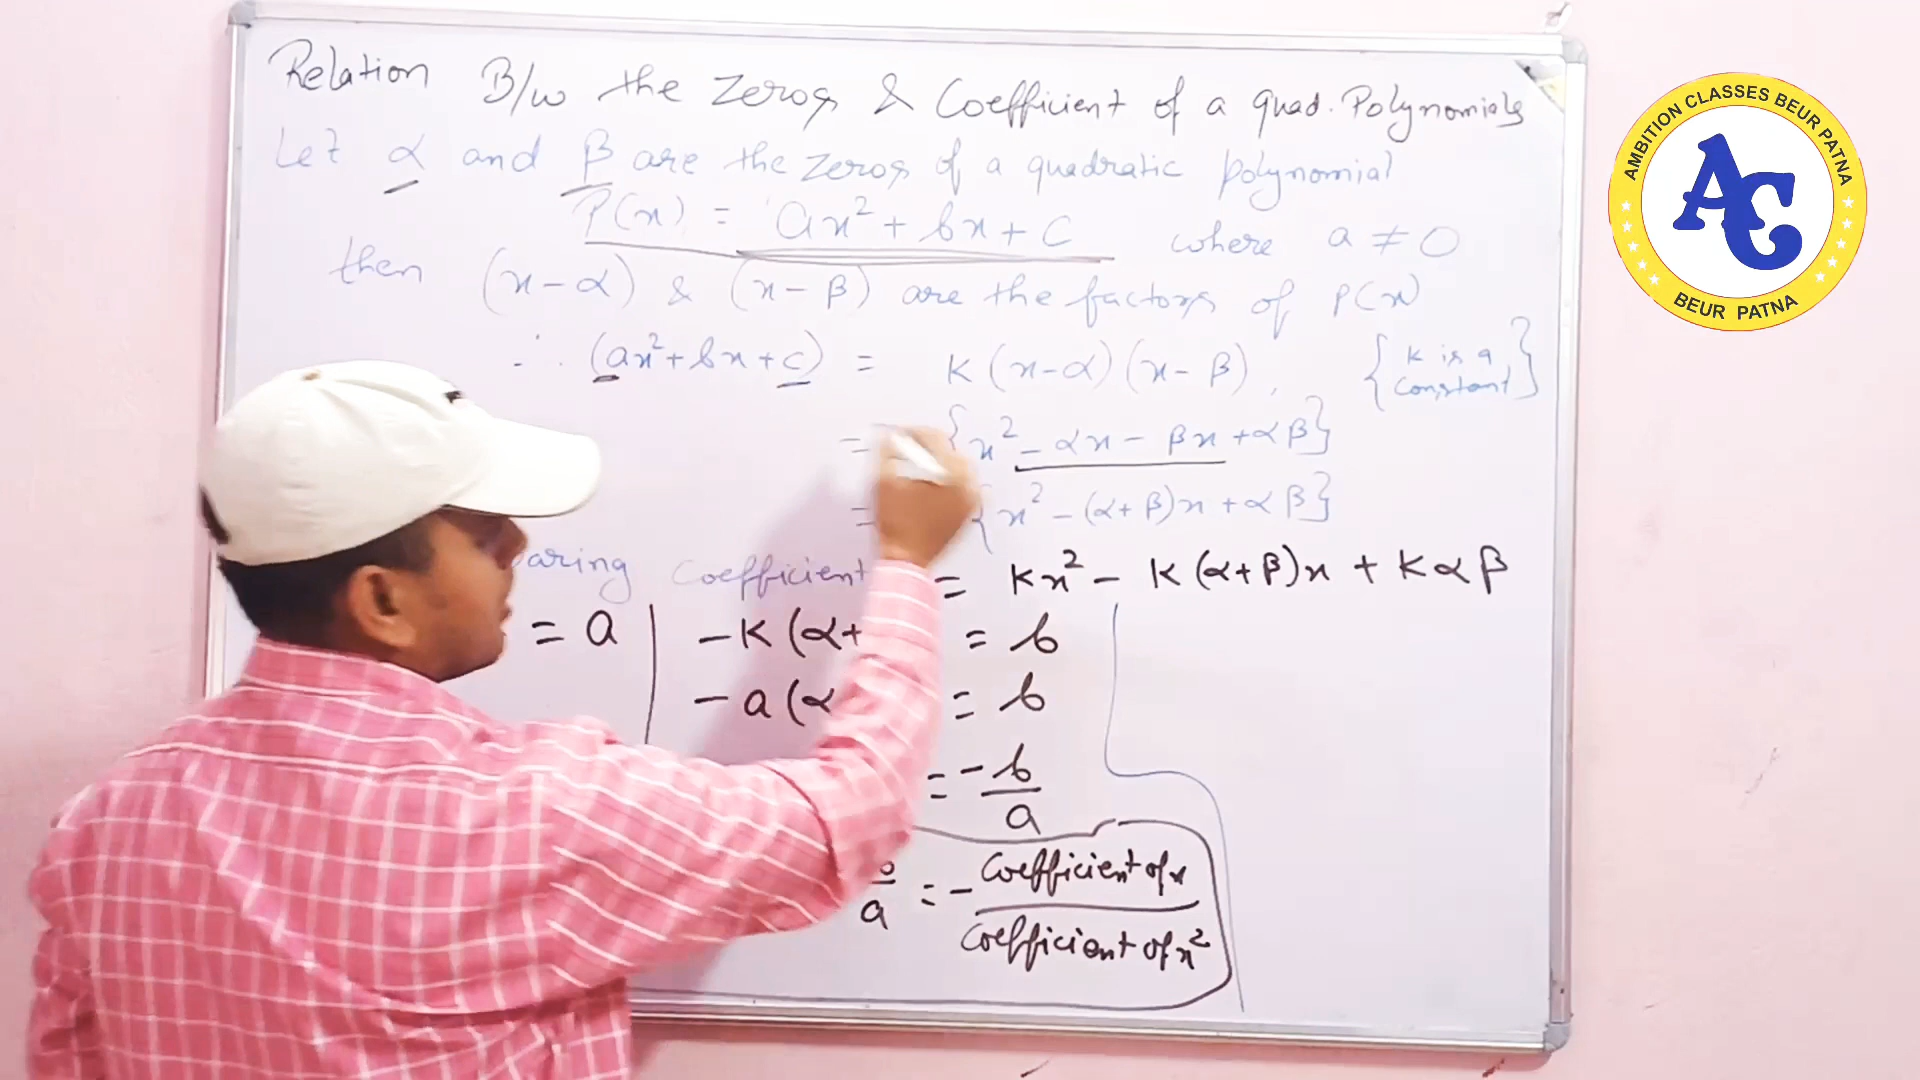 Relation B/w the Zeros & Coefficient of a quad. Polynomials
Let α and β are the zeros of a quadratic polynomial
P(x) = ax² + bx + c where a ≠ 0
then (x-α) & (x-β) are the factors of P(x)
∴ (ax²+bx+c) = K(x-α)(x-β), {K is a constant}
= {x² - αx - βx + αβ}
= {x² - (α+β)x + αβ}
Coefficient = Kx² - K(α+β)x + Kαβ
= a | -K(α+ = b
-a(α = b
= -b/a
a = - Coefficient of x / Coefficient of x²
AMBITION CLASSES BEUR PATNA
AC
BEUR PATNA